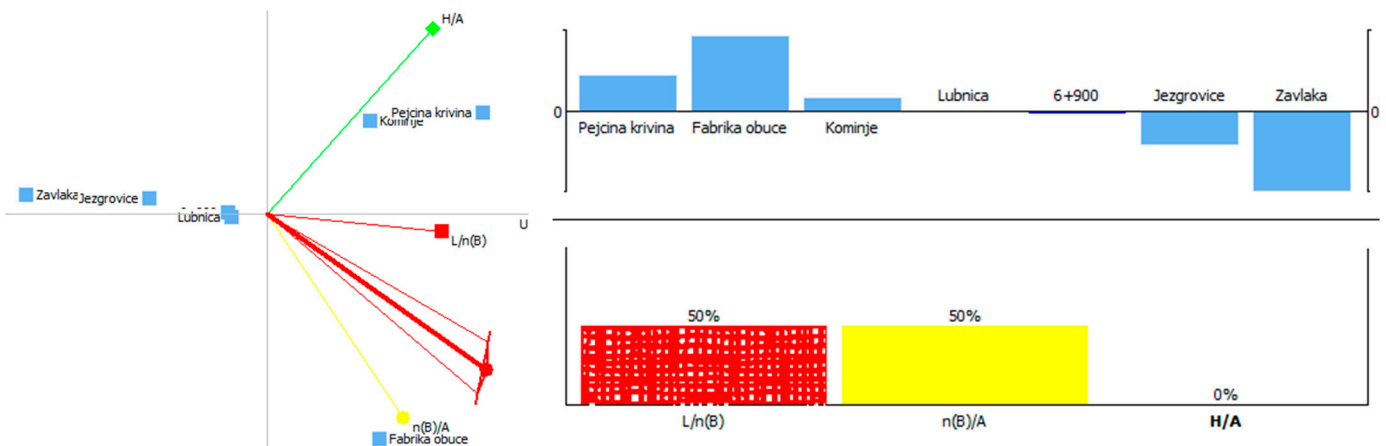 H/A
Pejcina krivina
Kominje
Zavlaka
Jezgrovice
Lubnica
U
L/n(B)
n(B)/A
Fabrika obuce
0
Pejcina krivina
Fabrika obuce
Kominje
Lubnica
6+900
Jezgrovice
Zavlaka
0
50%
50%
0%
L/n(B)
n(B)/A
H/A